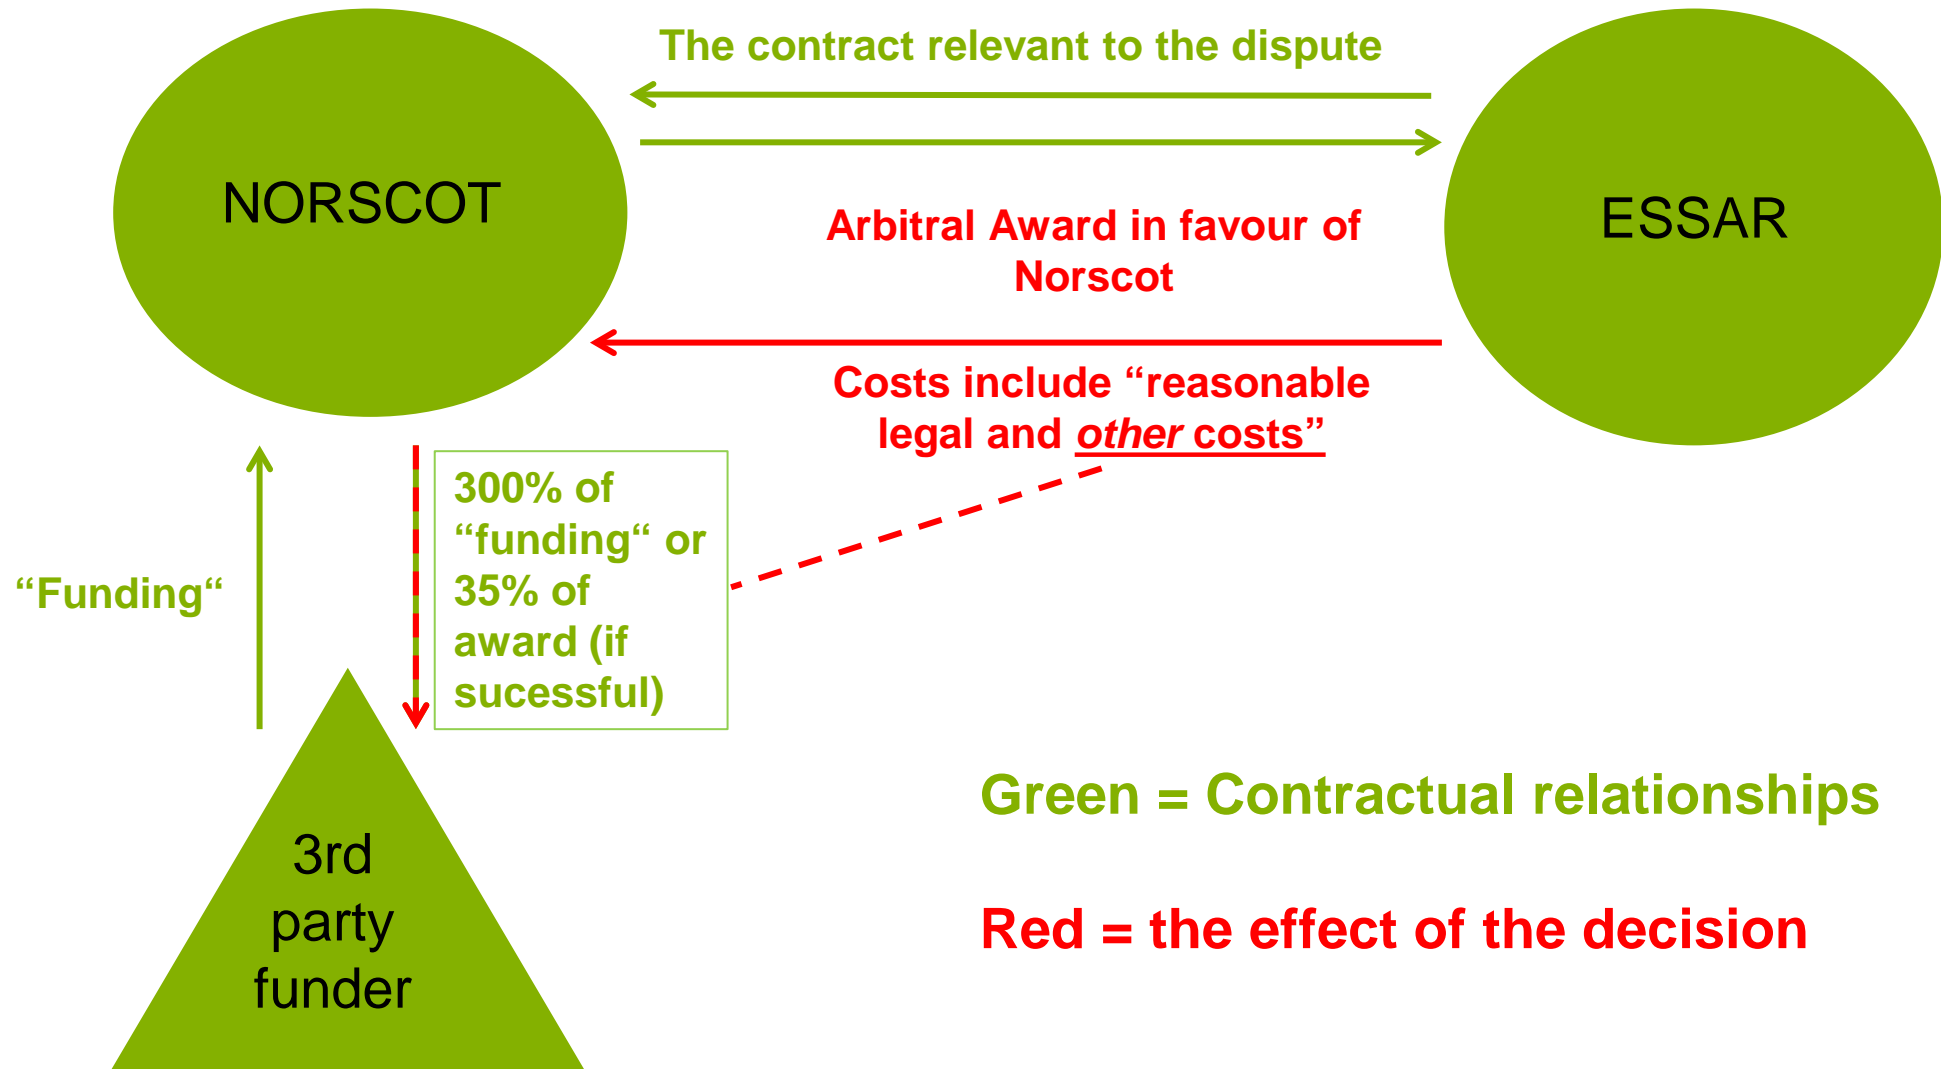 The contract relevant to the dispute
NORSCOT
ESSAR
Arbitral Award in favour of
Norscot
Costs include “reasonable
legal and other costs”
300% of
“funding“ or
35% of
award (if
sucessful)
“Funding“
3rd
party
funder
Green = Contractual relationships
Red = the effect of the decision